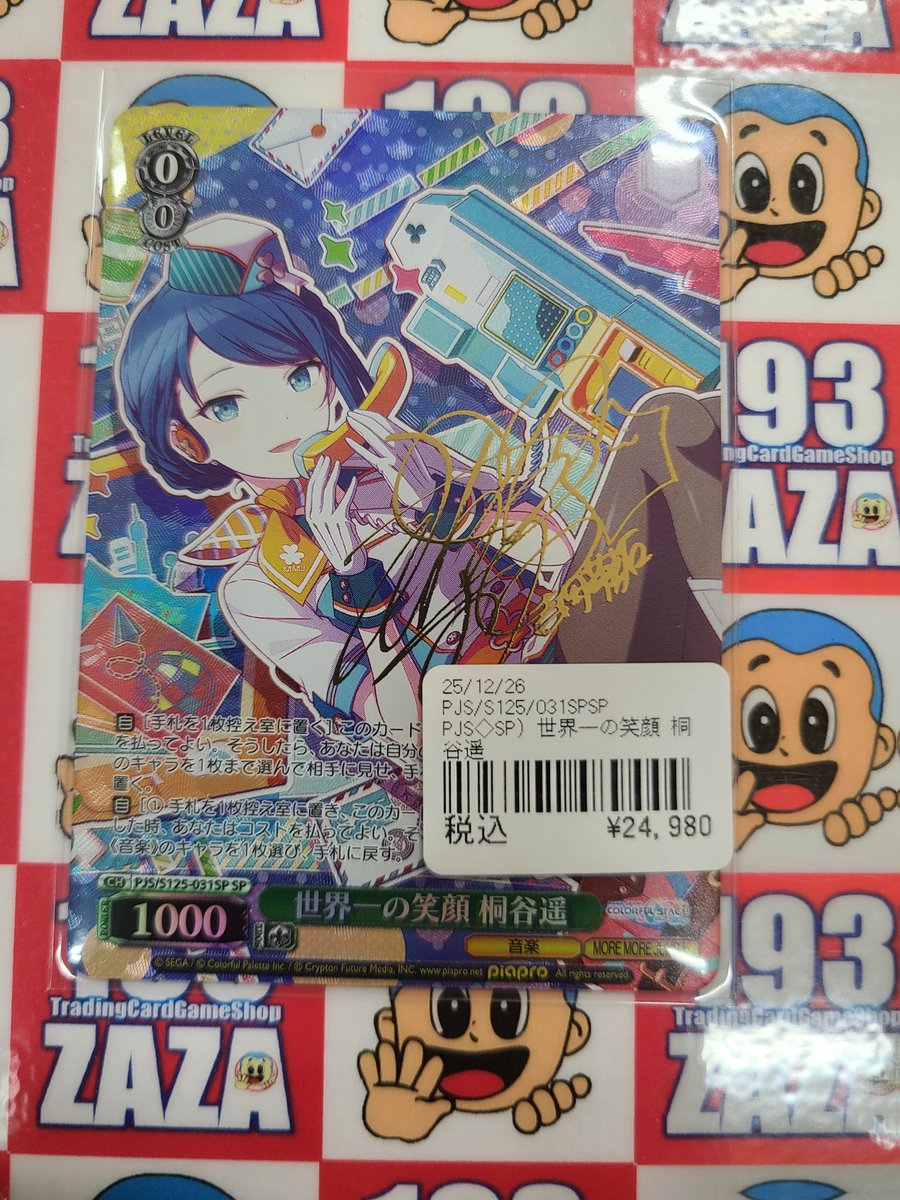 LEVEL
0
0
COST
MMJ
自［手札を1枚控え室に置く］このカード
を払ってよい。そうしたら、あなたは自分の
のキャラを1枚まで選んで相手に見せ、手
置く。
自［①手札を1枚控え室に置き、このカー
した時、あなたはコストを払ってよい。そ
《音楽》のキャラを1枚選び、手札に戻す。
25/12/26
PJS/S125/031SPSP
PJS◇SP) 世界一の笑顔 桐
谷遥
税込 ¥24,980
CH PJS/S125-031SP SP
POWER 1000
世界一の笑顔 桐谷遥
COLORFUL STAGE!
音楽 MORE MORE JUMP!
© SEGA / © Colorful Palette Inc. / © Crypton Future Media, INC. www.piapro.net piapro All rights reserved.
193
TradingCardGameShop
ZAZA
193
TradingCardGameShop
ZAZA
TradingCardGameShop
ZAZA